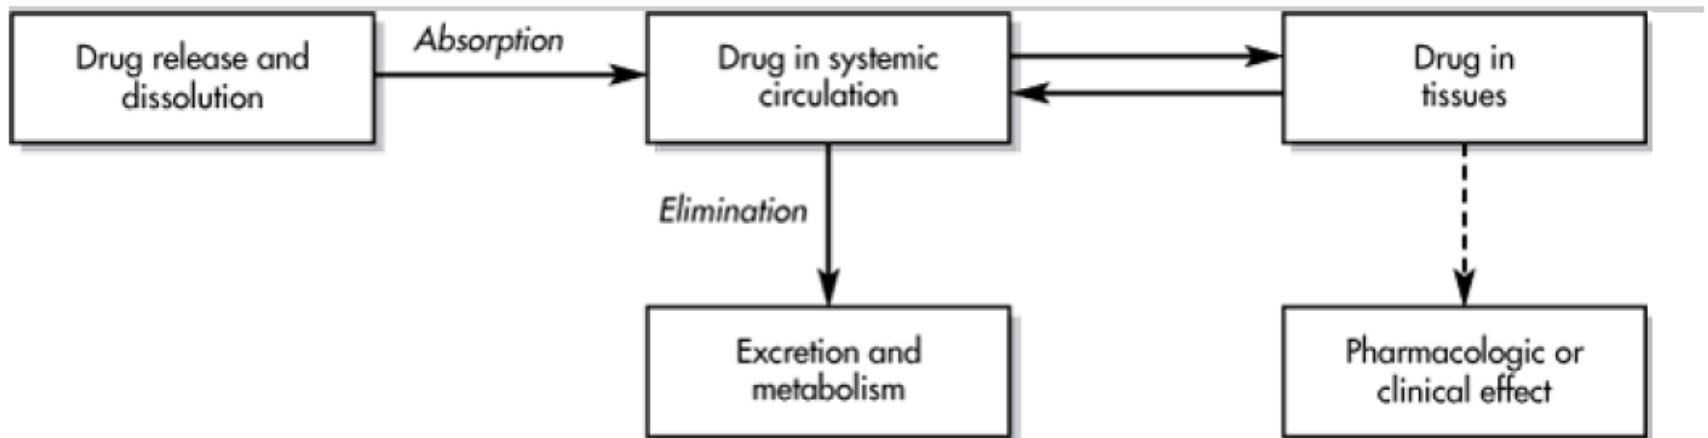 Drug release and
dissolution
Absorption
Drug in systemic
circulation
Drug in
tissues
Elimination
Excretion and
metabolism
Pharmacologic or
clinical effect